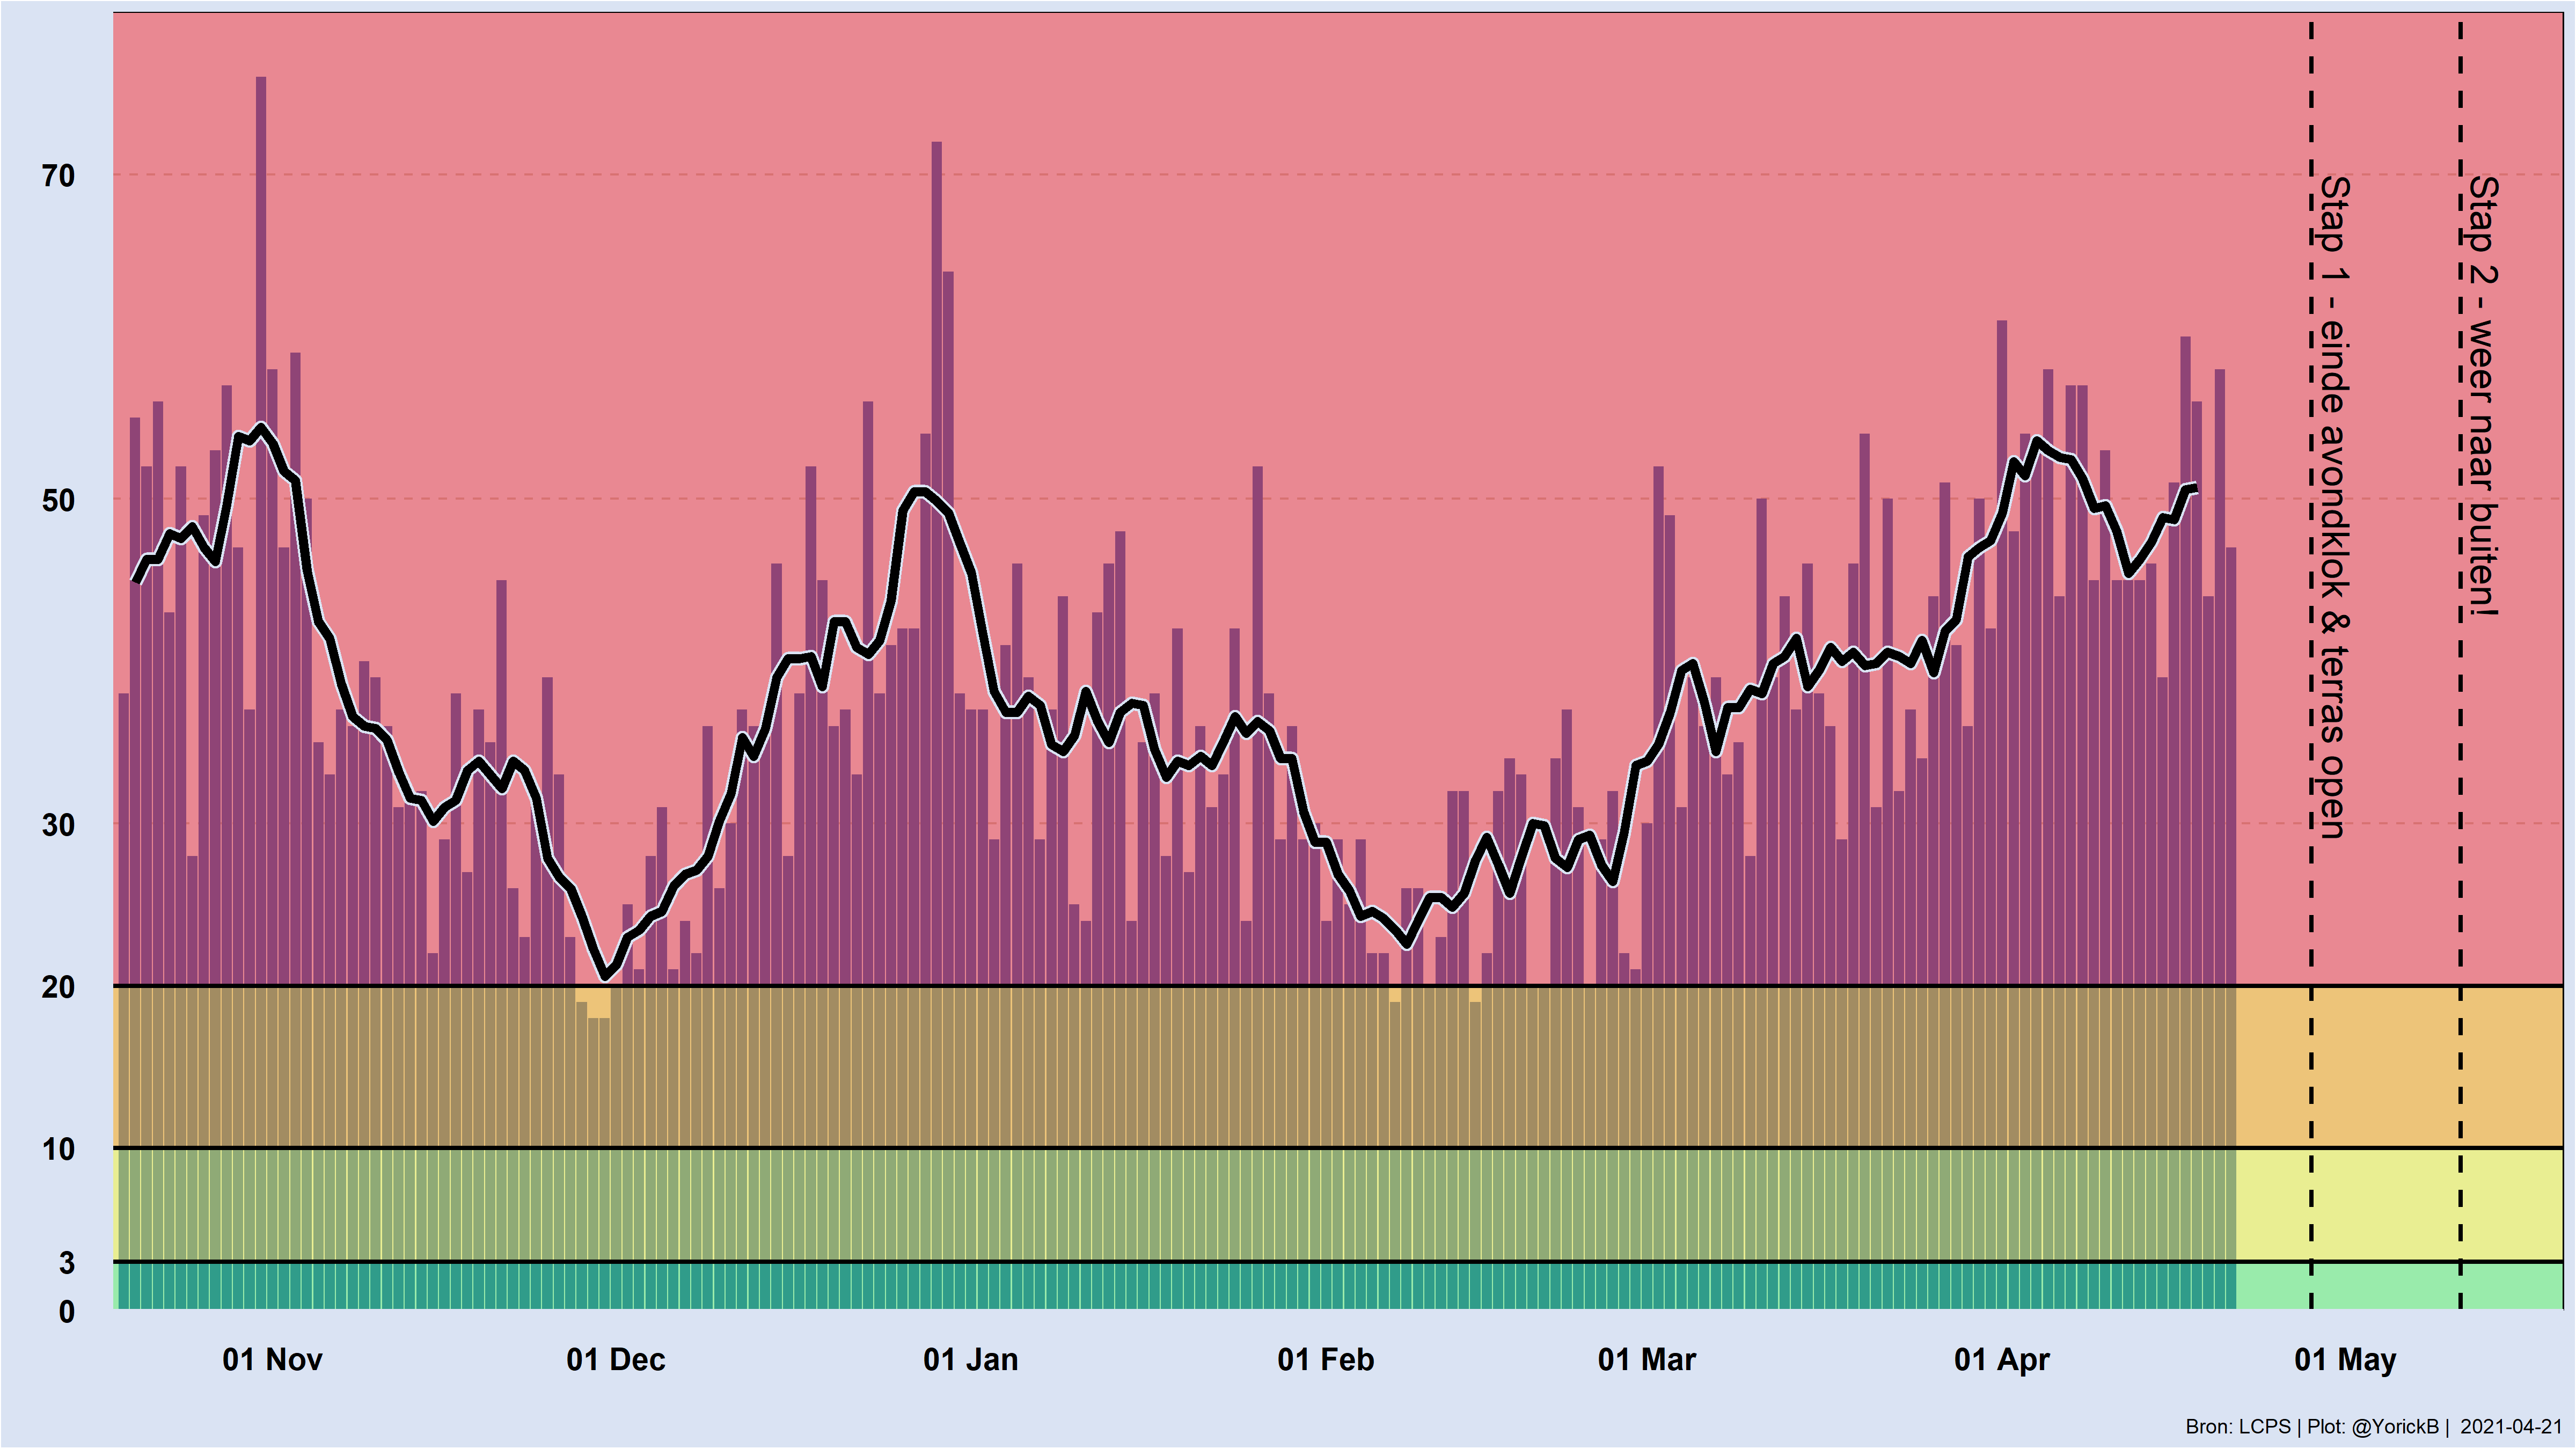 70
50
30
20
10
3
0
01 Nov
01 Dec
01 Jan
01 Feb
01 Mar
01 Apr
01 May
Stap 1 - einde avondklok & terras open
Stap 2 - weer naar buiten!
Bron: LCPS | Plot: @YorickB | 2021-04-21